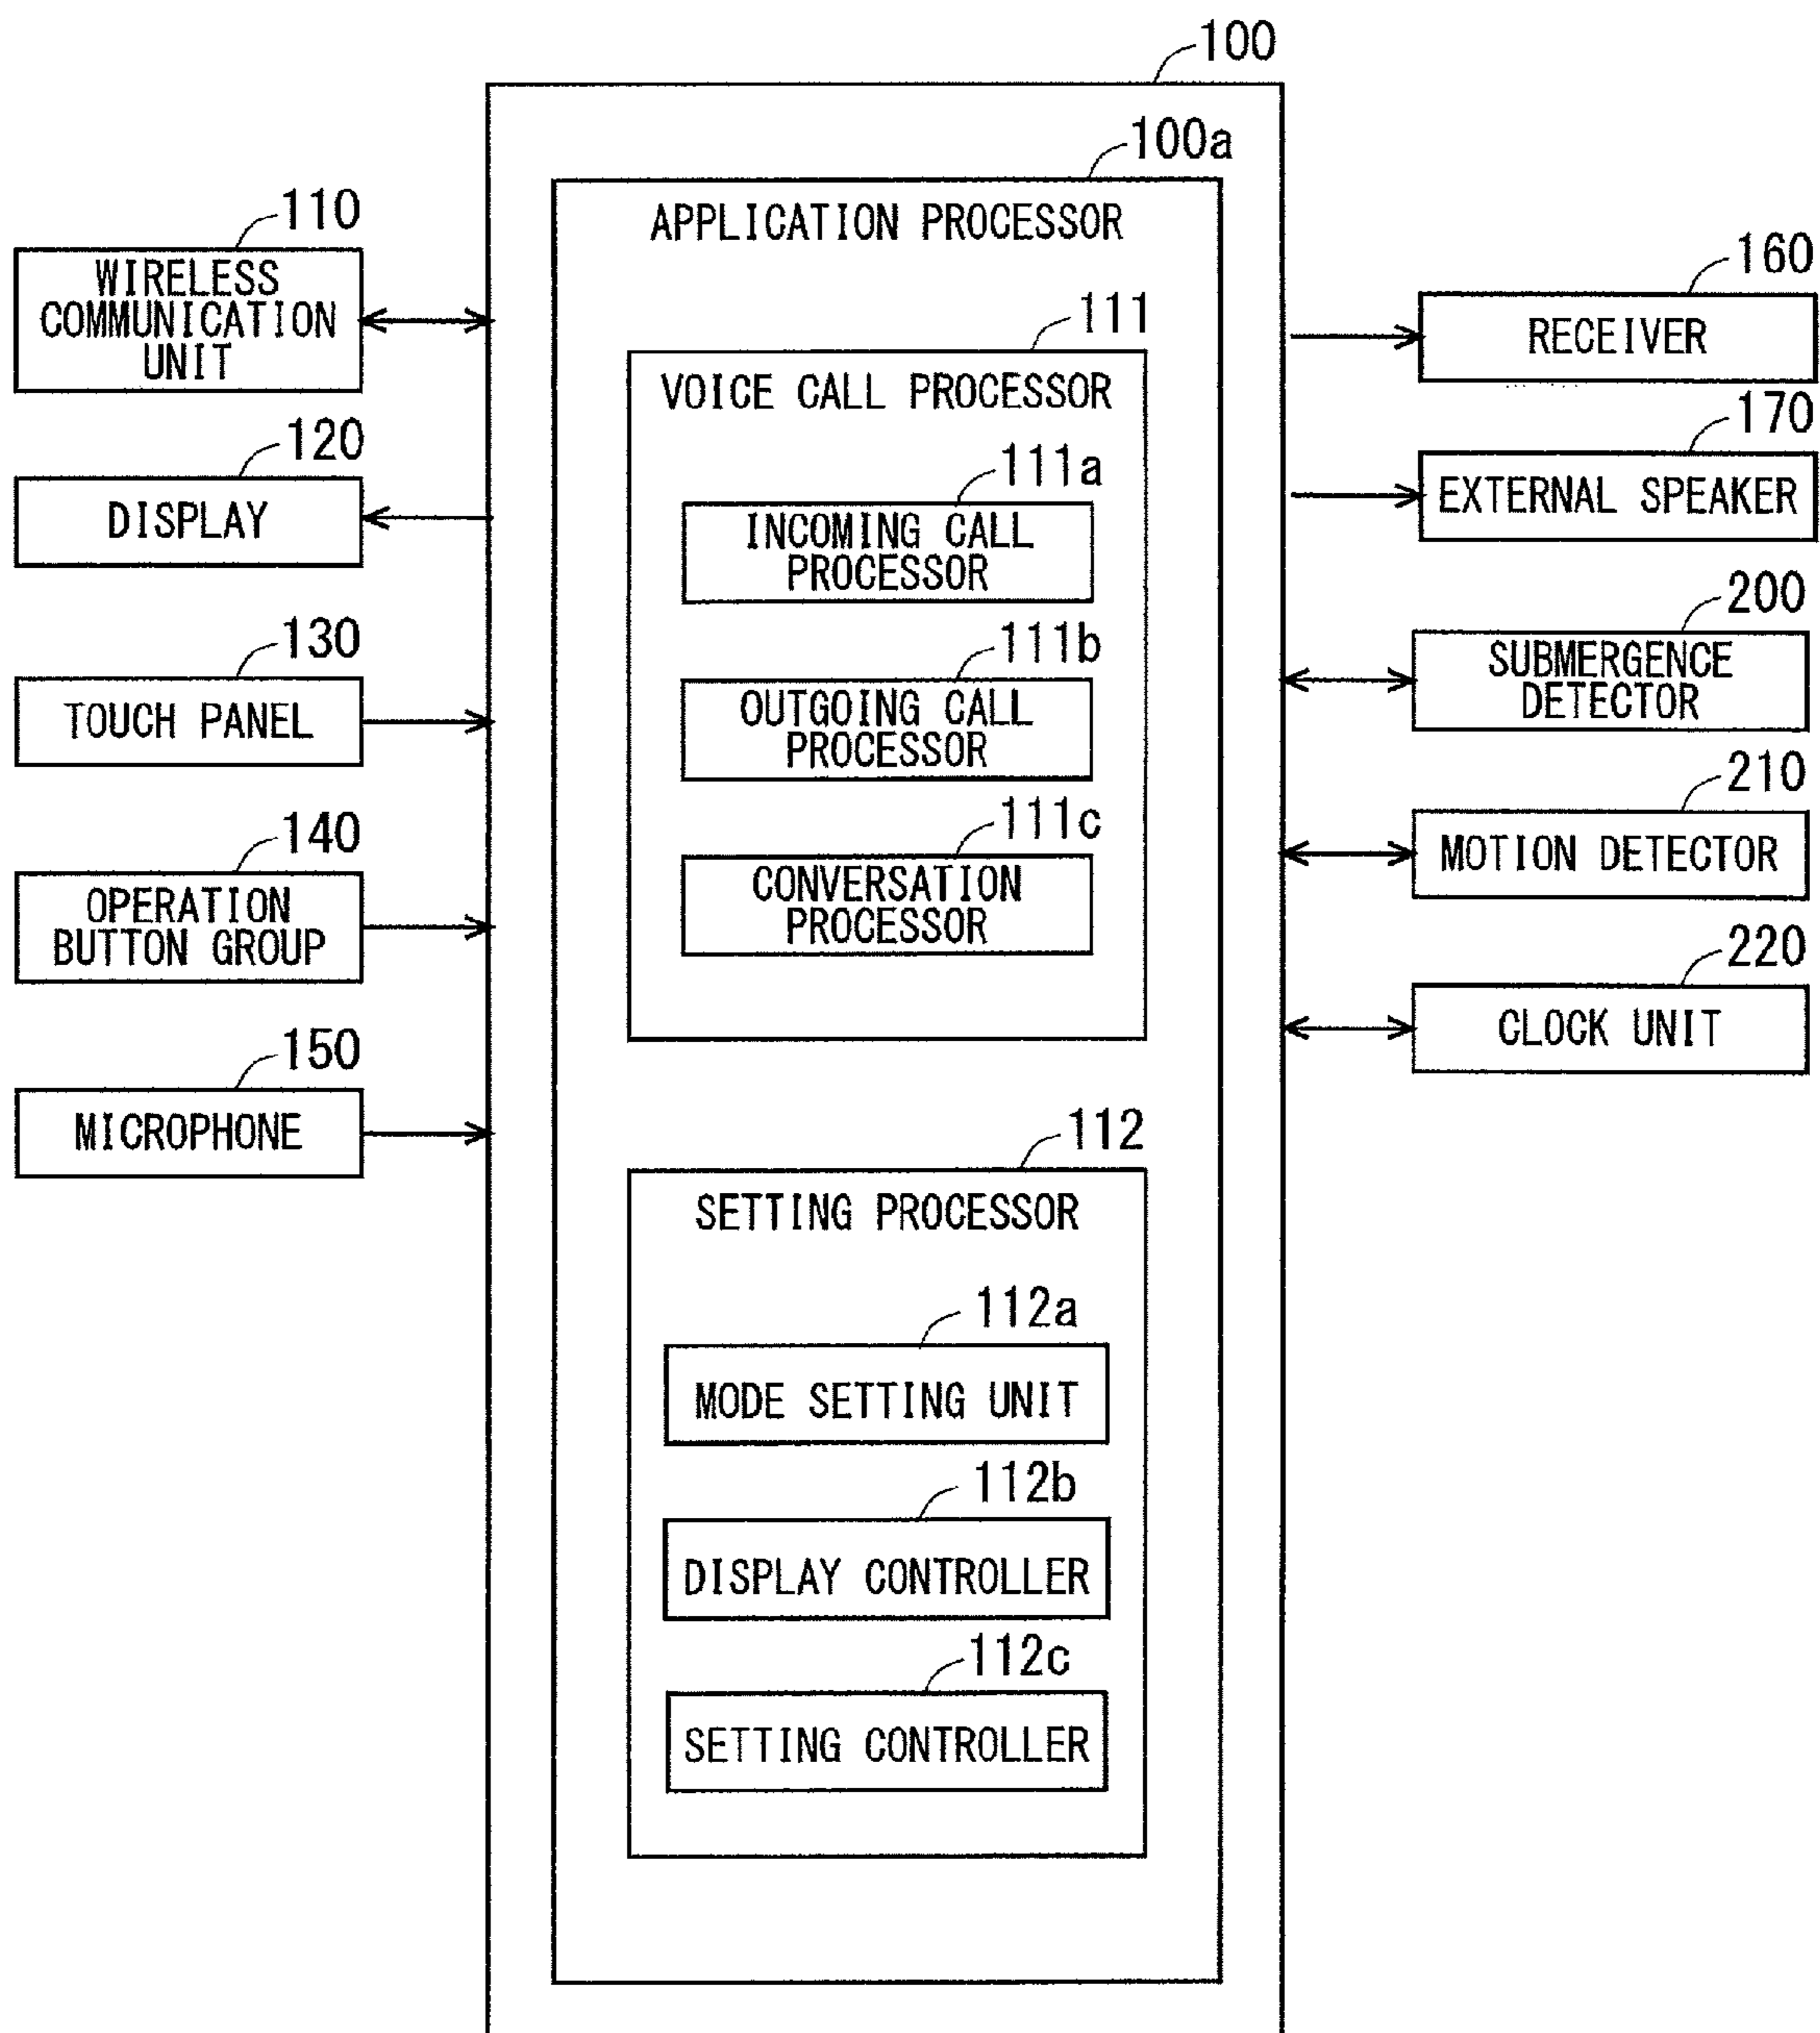 100
100a
APPLICATION PROCESSOR
110
WIRELESS
COMMUNICATION
UNIT
120
DISPLAY
130
TOUCH PANEL
140
OPERATION
BUTTON GROUP
150
MICROPHONE
111
VOICE CALL PROCESSOR
111a
INCOMING CALL
PROCESSOR
111b
OUTGOING CALL
PROCESSOR
111c
CONVERSATION
PROCESSOR
112
SETTING PROCESSOR
112a
MODE SETTING UNIT
112b
DISPLAY CONTROLLER
112c
SETTING CONTROLLER
160
RECEIVER
170
EXTERNAL SPEAKER
200
SUBMERGENCE
DETECTOR
210
MOTION DETECTOR
220
CLOCK UNIT